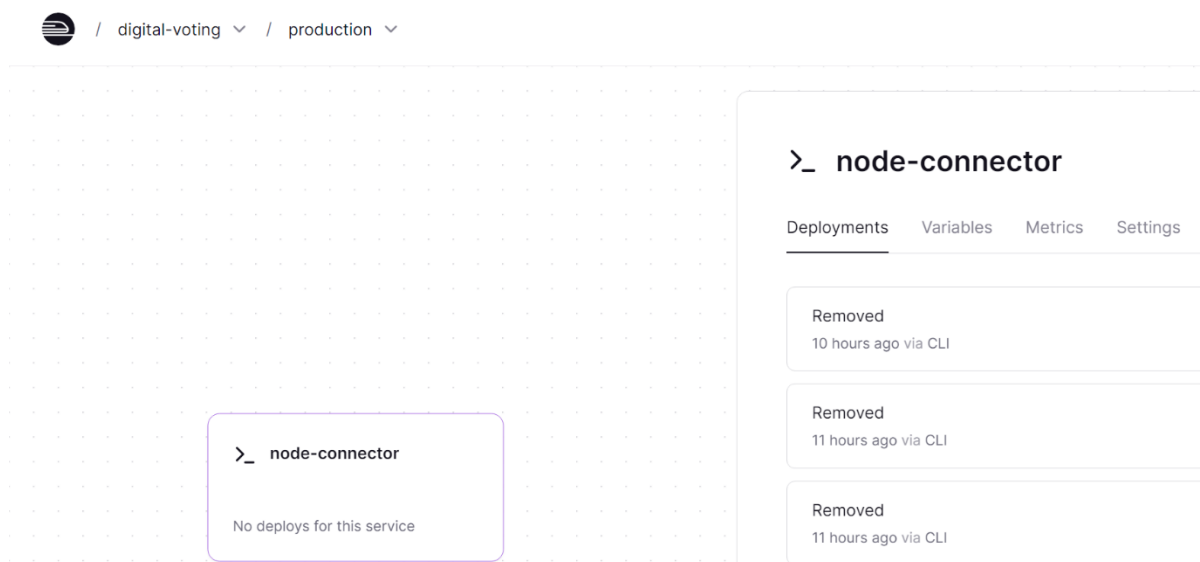 / digital-voting / production
node-connector
Deployments Variables Metrics Settings
Removed
10 hours ago via CLI
Removed
11 hours ago via CLI
Removed
11 hours ago via CLI
node-connector
No deploys for this service